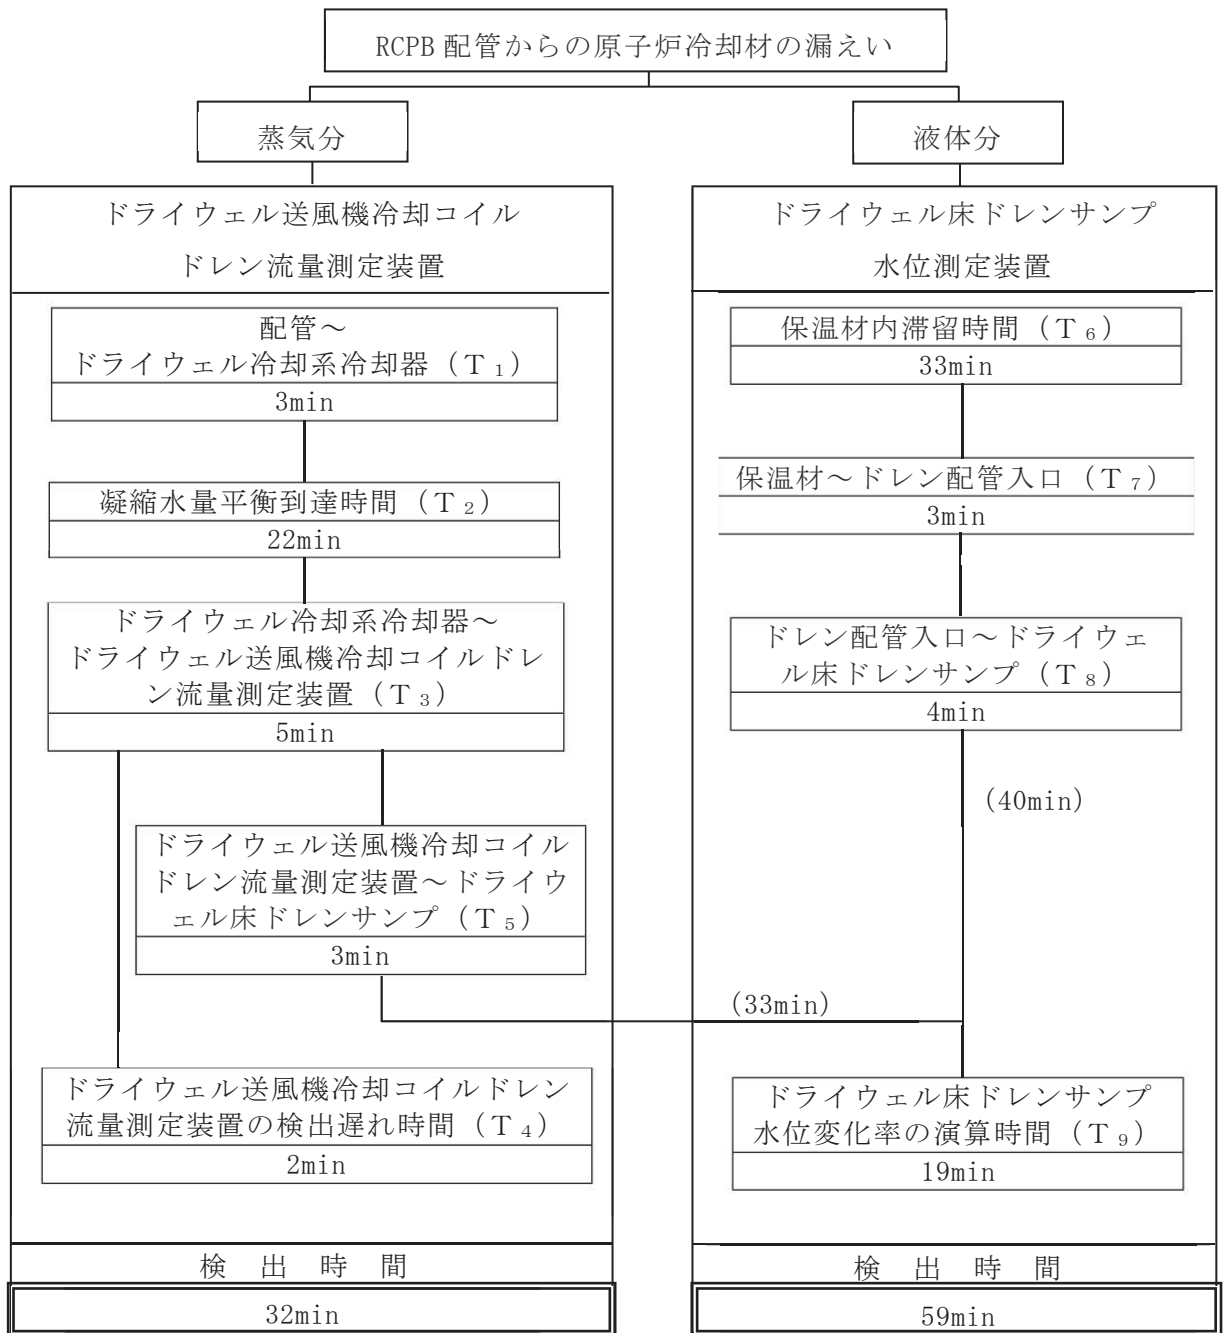 RCPB 配管からの原子炉冷却材の漏えい
蒸気分
液体分
ドライウェル送風機冷却コイル
ドレン流量測定装置
配管～
ドライウェル冷却系冷却器（T₁）
3min
凝縮水量平衡到達時間（T₂）
22min
ドライウェル冷却系冷却器～
ドライウェル送風機冷却コイルドレ
ン流量測定装置（T₃）
5min
ドライウェル送風機冷却コイル
ドレン流量測定装置～ドライウ
ェル床ドレンサンプ（T₅）
3min
(33min)
ドライウェル送風機冷却コイルドレン
流量測定装置の検出遅れ時間（T₄）
2min
検出時間
32min
ドライウェル床ドレンサンプ
水位測定装置
保温材内滞留時間（T₆）
33min
保温材～ドレン配管入口（T₇）
3min
ドレン配管入口～ドライウェ
ル床ドレンサンプ（T₈）
4min
(40min)
ドライウェル床ドレンサンプ
水位変化率の演算時間（T₉）
19min
検出時間
59min